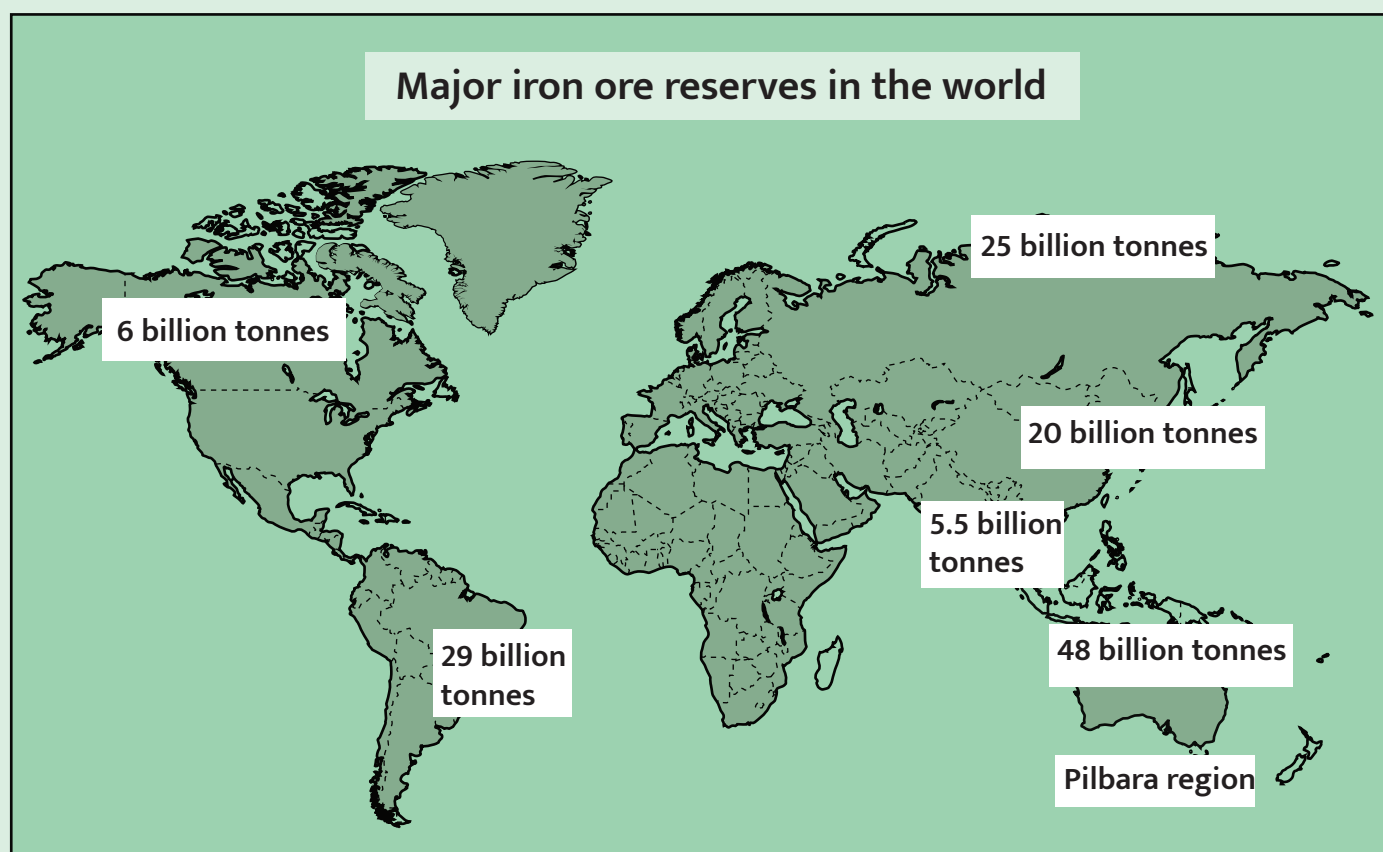 Major iron ore reserves in the world
25 billion tonnes
6 billion tonnes
20 billion tonnes
5.5 billion
tonnes
29 billion
tonnes
48 billion tonnes
Pilbara region